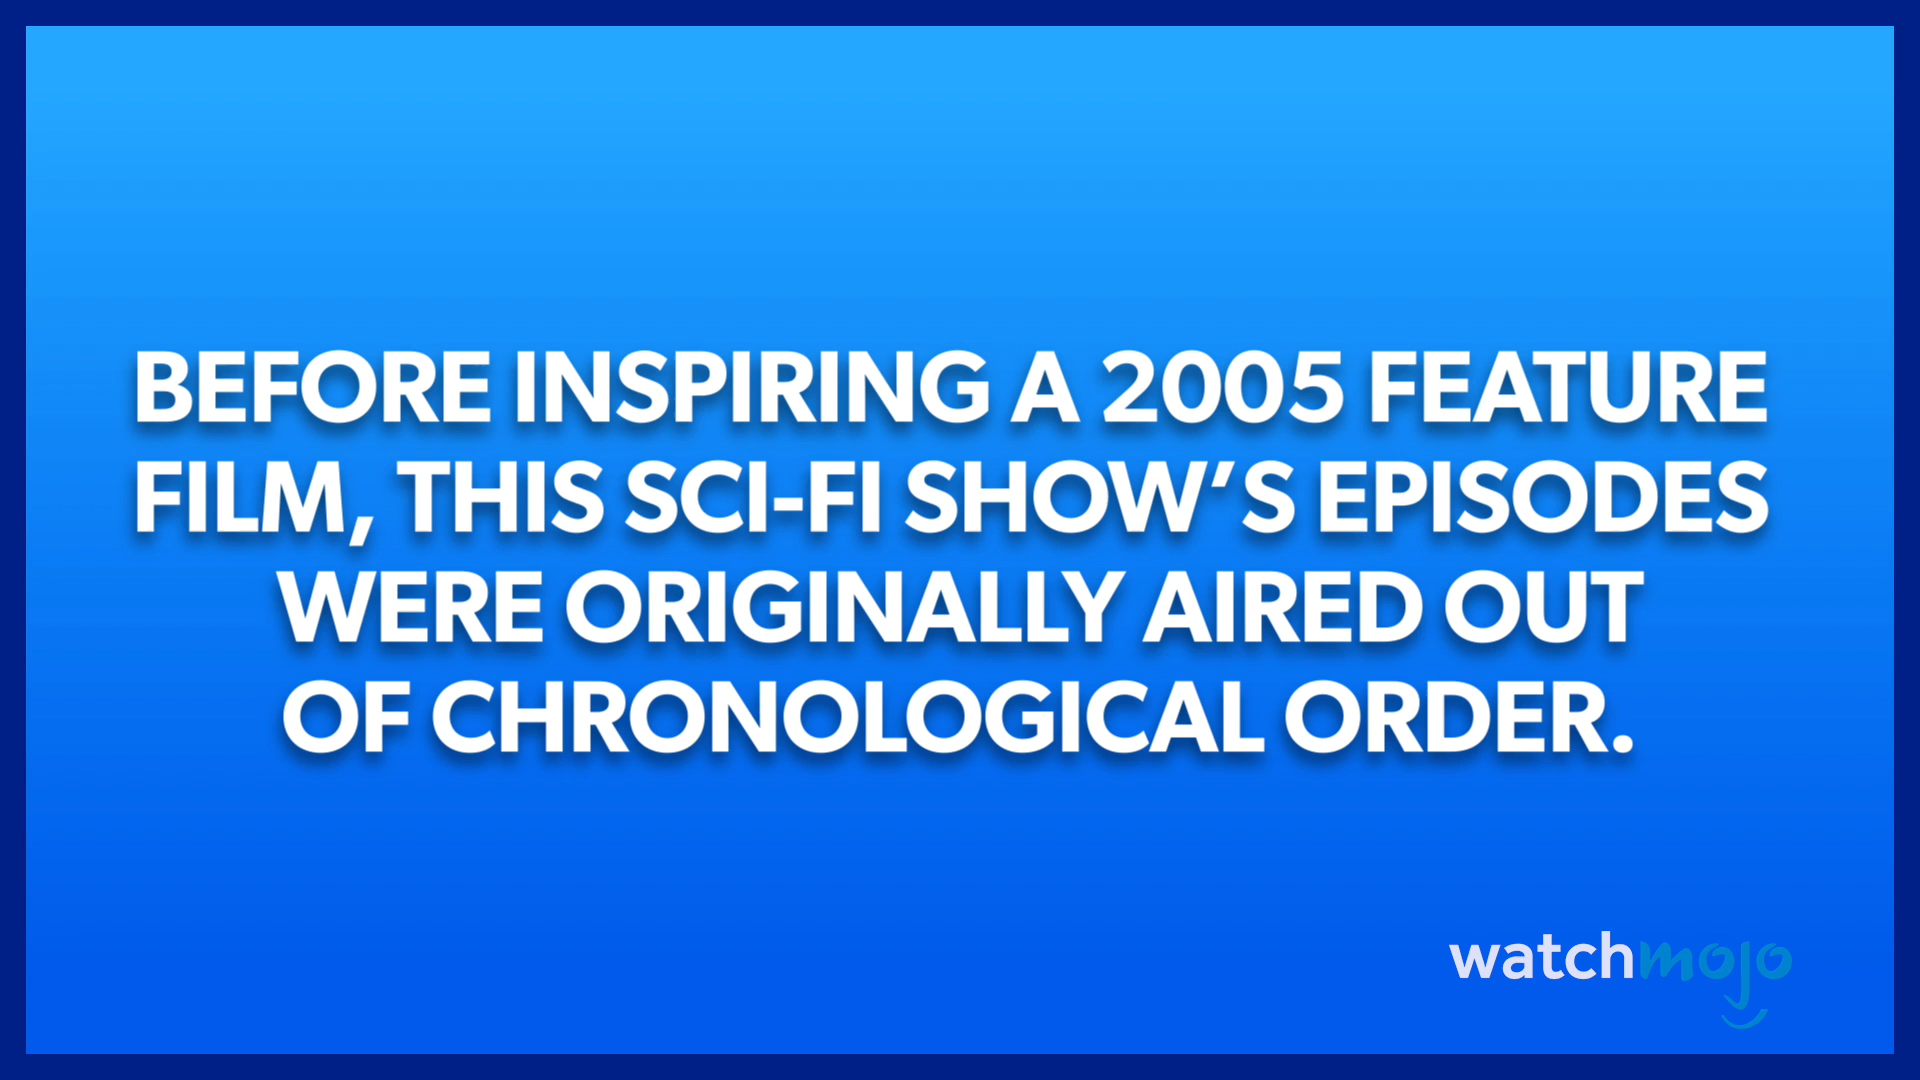 BEFORE INSPIRING A 2005 FEATURE
FILM, THIS SCI-FI SHOW’S EPISODES
WERE ORIGINALLY AIRED OUT
OF CHRONOLOGICAL ORDER.
watchmojo